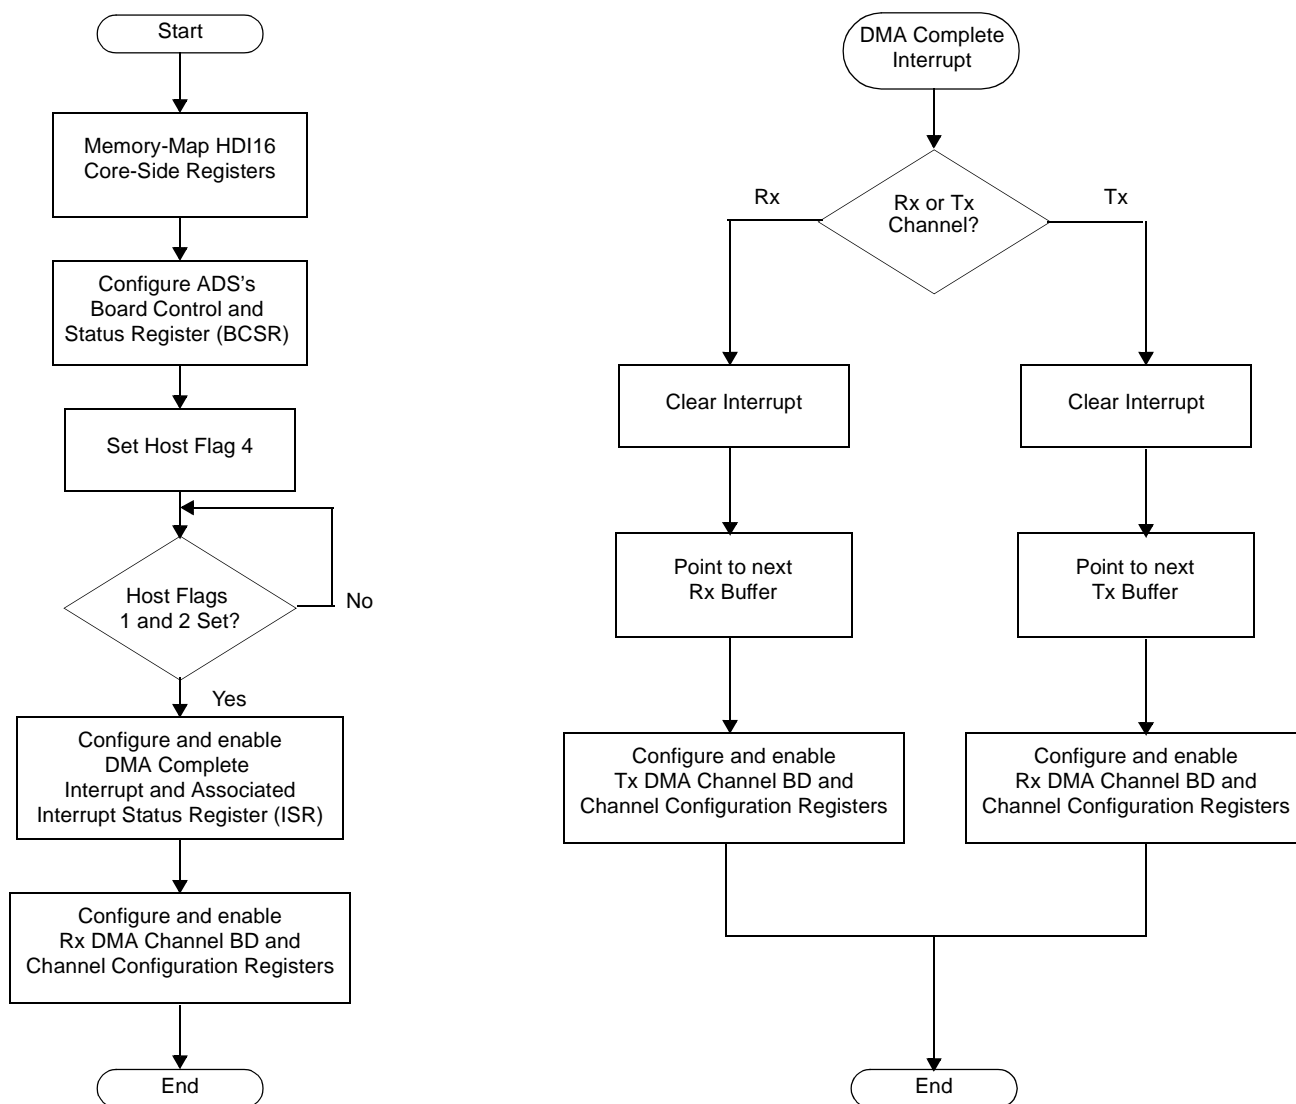 Start
Memory-Map HDI16
Core-Side Registers
Configure ADS's
Board Control and
Status Register (BCSR)
Set Host Flag 4
Host Flags
1 and 2 Set?
No
Yes
Configure and enable
DMA Complete
Interrupt and Associated
Interrupt Status Register (ISR)
Configure and enable
Rx DMA Channel BD and
Channel Configuration Registers
End
DMA Complete
Interrupt
Rx or Tx
Channel?
Rx
Tx
Clear Interrupt
Point to next
Rx Buffer
Configure and enable
Tx DMA Channel BD and
Channel Configuration Registers
Clear Interrupt
Point to next
Tx Buffer
Configure and enable
Rx DMA Channel BD and
Channel Configuration Registers
End